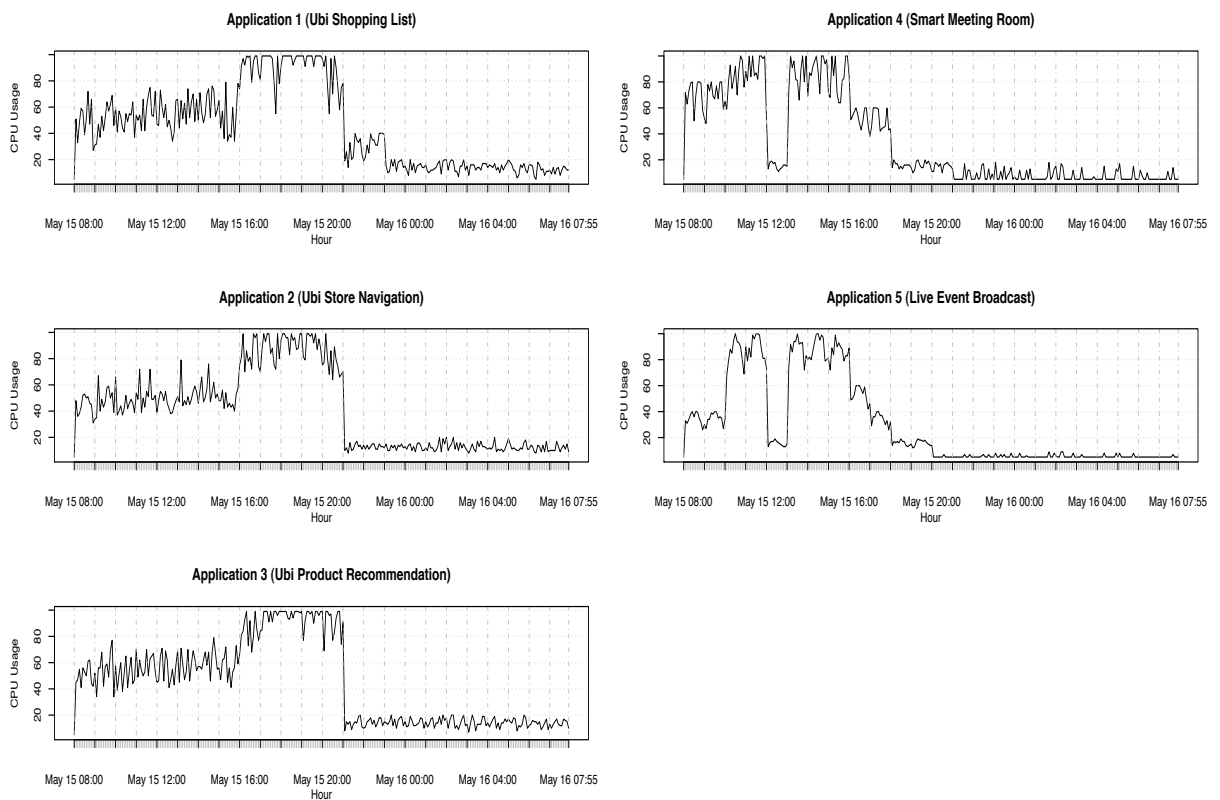 Application 1 (Ubi Shopping List)
CPU Usage
80
60
40
20
May 15 08:00 May 15 12:00 May 15 16:00 May 15 20:00 May 16 00:00 May 16 04:00 May 16 07:55
Hour
Application 4 (Smart Meeting Room)
CPU Usage
80
60
40
20
May 15 08:00 May 15 12:00 May 15 16:00 May 15 20:00 May 16 00:00 May 16 04:00 May 16 07:55
Hour
Application 2 (Ubi Store Navigation)
CPU Usage
80
60
40
20
May 15 08:00 May 15 12:00 May 15 16:00 May 15 20:00 May 16 00:00 May 16 04:00 May 16 07:55
Hour
Application 5 (Live Event Broadcast)
CPU Usage
80
60
40
20
May 15 08:00 May 15 12:00 May 15 16:00 May 15 20:00 May 16 00:00 May 16 04:00 May 16 07:55
Hour
Application 3 (Ubi Product Recommendation)
CPU Usage
80
60
40
20
May 15 08:00 May 15 12:00 May 15 16:00 May 15 20:00 May 16 00:00 May 16 04:00 May 16 07:55
Hour